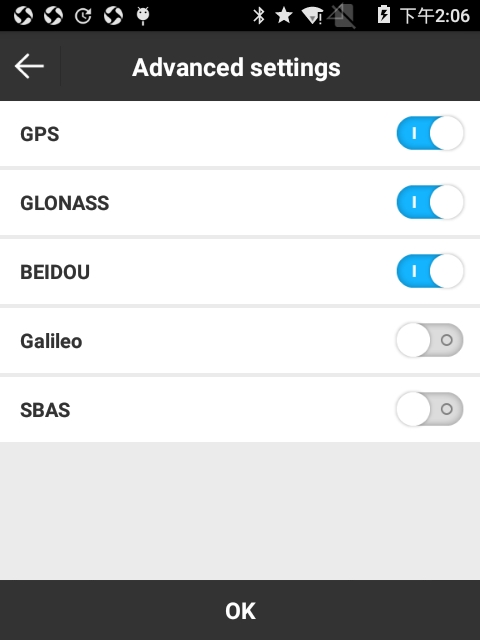 下午2:06
Advanced settings
GPS
GLONASS
BEIDOU
Galileo
SBAS
OK